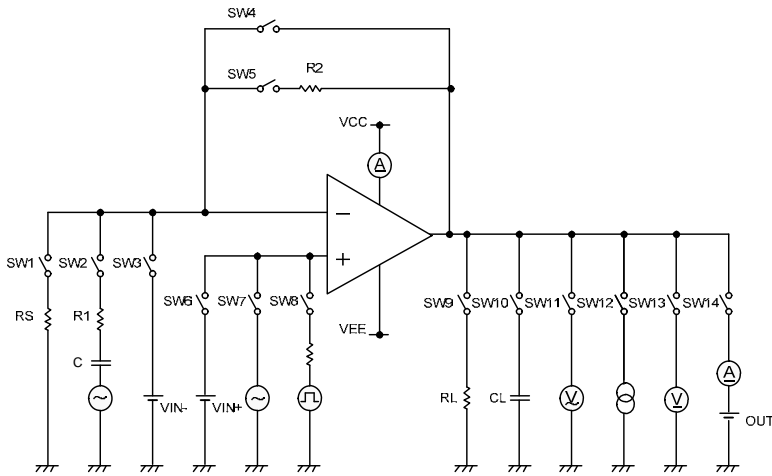 SW4
SW5
R2
VCC
A
SW1
SW2
SW3
SW6
SW7
SW8
VEE
SW9
SW10
SW11
SW12
SW13
SW14
RS
R1
C
VIN-
VIN+
RL
CL
V
V
A
OUT